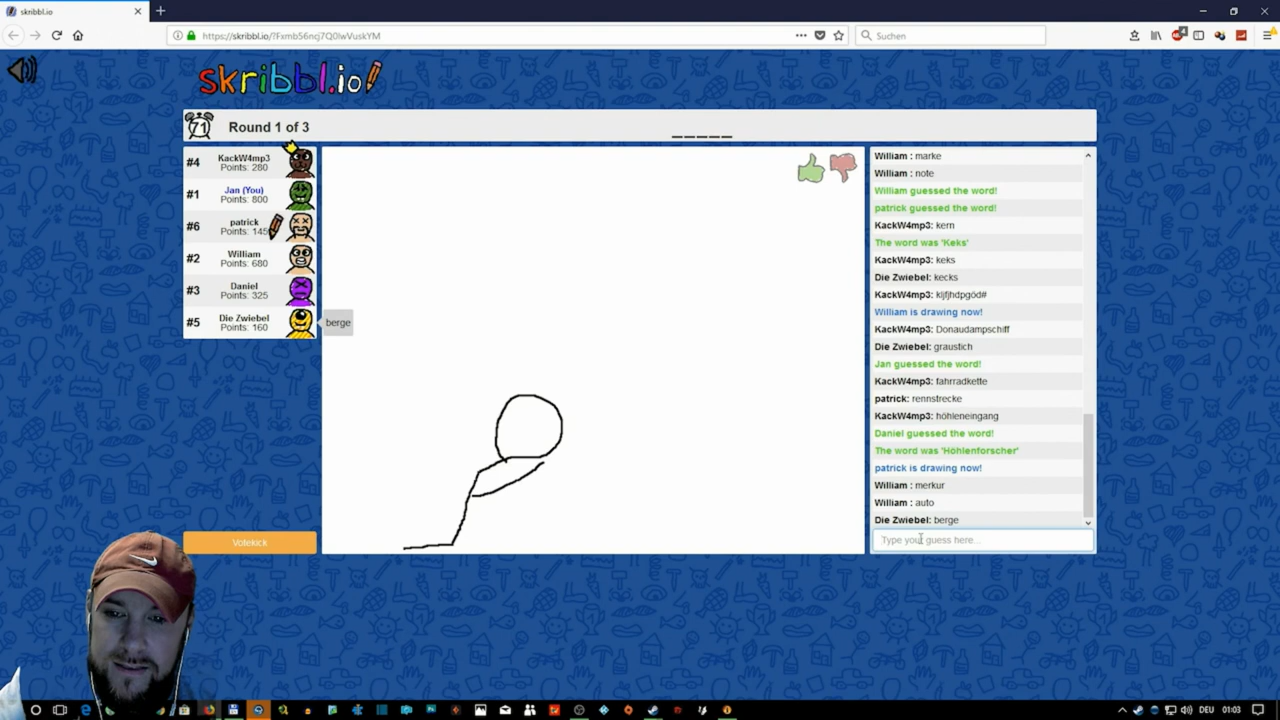 skribbl.io
https://skribbl.io/?Fxmb56ncj7Q0lwVuskYM
Suchen
skribbl.io
71
Round 1 of 3
_ _ _ _ _
#4 KackW4mp3
Points: 280
#1 Jan (You)
Points: 800
#6 patrick
Points: 145
#2 William
Points: 680
#3 Daniel
Points: 325
#5 Die Zwiebel
Points: 160
berge
Votekick
William : marke
William : note
William guessed the word!
patrick guessed the word!
KackW4mp3: kern
The word was 'Keks'
KackW4mp3: keks
Die Zwiebel: kecks
KackW4mp3: kljfjhdpgöd#
William is drawing now!
KackW4mp3: Donaudampschiff
Die Zwiebel: graustich
Jan guessed the word!
KackW4mp3: fahrradkette
patrick: rennstrecke
KackW4mp3: höhleneingang
Daniel guessed the word!
The word was 'Höhlenforscher'
patrick is drawing now!
William : merkur
William : auto
Die Zwiebel: berge
Type your guess here...
DEU 01:03